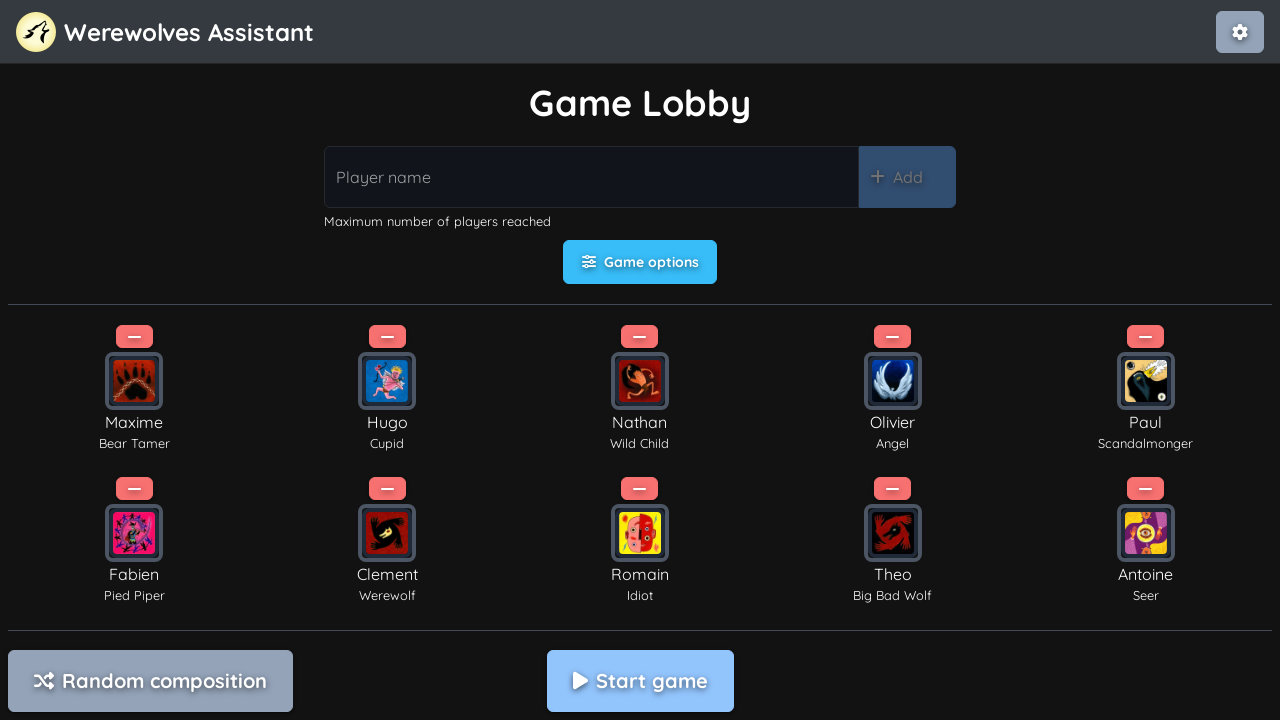 Werewolves Assistant
Game Lobby
Player name
Add
Maximum number of players reached
Game options
Maxime
Bear Tamer
Hugo
Cupid
Nathan
Wild Child
Olivier
Angel
Paul
Scandalmonger
Fabien
Pied Piper
Clement
Werewolf
Romain
Idiot
Theo
Big Bad Wolf
Antoine
Seer
Random composition
Start game